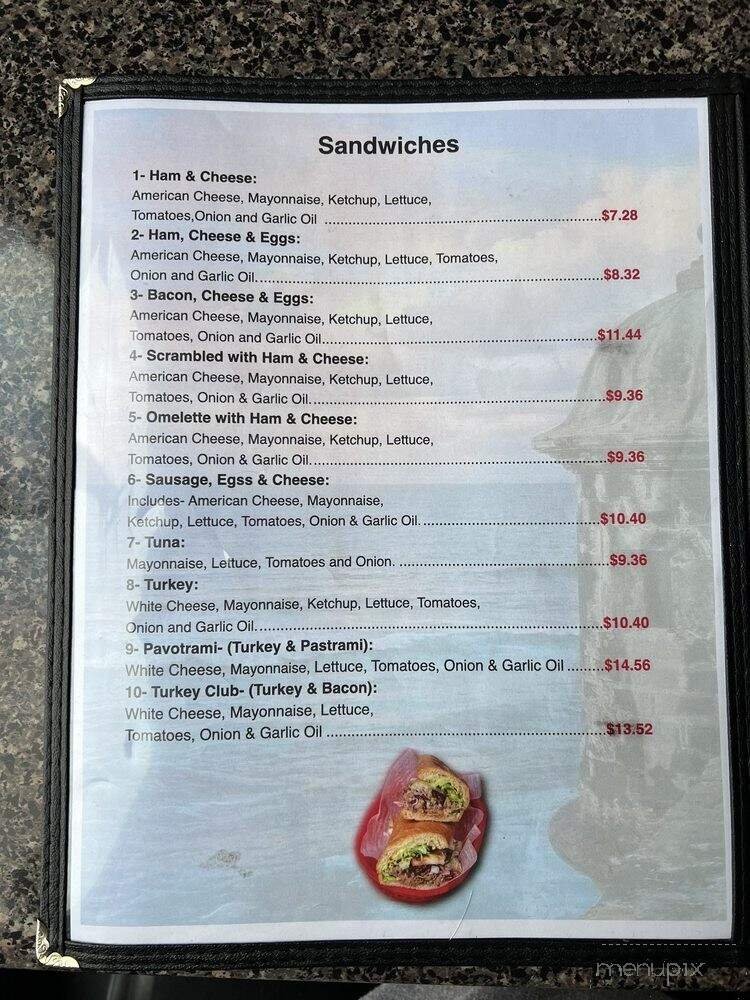 Sandwiches
1- Ham & Cheese:
American Cheese, Mayonnaise, Ketchup, Lettuce,
Tomatoes,Onion and Garlic Oil ..........$7.28
2- Ham, Cheese & Eggs:
American Cheese, Mayonnaise, Ketchup, Lettuce, Tomatoes,
Onion and Garlic Oil..........$8.32
3- Bacon, Cheese & Eggs:
American Cheese, Mayonnaise, Ketchup, Lettuce,
Tomatoes, Onion and Garlic Oil..........$11.44
4- Scrambled with Ham & Cheese:
American Cheese, Mayonnaise, Ketchup, Lettuce,
Tomatoes, Onion & Garlic Oil..........$9.36
5- Omelette with Ham & Cheese:
American Cheese, Mayonnaise, Ketchup, Lettuce,
Tomatoes, Onion & Garlic Oil..........$9.36
6- Sausage, Egss & Cheese:
Includes- American Cheese, Mayonnaise,
Ketchup, Lettuce, Tomatoes, Onion & Garlic Oil. ..........$10.40
7- Tuna:
Mayonnaise, Lettuce, Tomatoes and Onion. ..........$9.36
8- Turkey:
White Cheese, Mayonnaise, Ketchup, Lettuce, Tomatoes,
Onion and Garlic Oil..........$10.40
9- Pavotrami- (Turkey & Pastrami):
White Cheese, Mayonnaise, Lettuce, Tomatoes, Onion & Garlic Oil .........$14.56
10- Turkey Club- (Turkey & Bacon):
White Cheese, Mayonnaise, Lettuce,
Tomatoes, Onion & Garlic Oil ..........$13.52
menupix